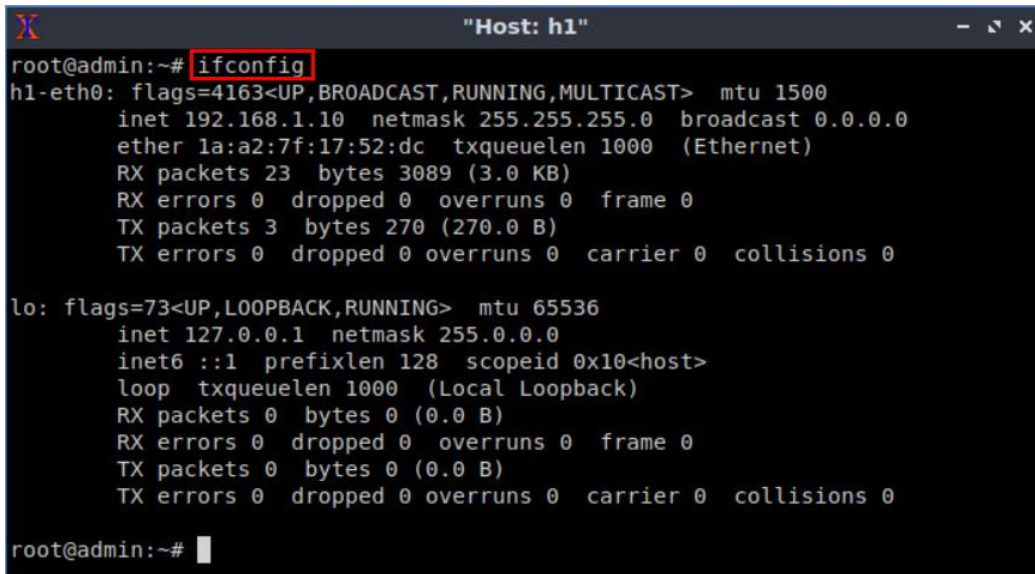 X "Host: h1" - x
root@admin:~# ifconfig
h1-eth0: flags=4163<UP,BROADCAST,RUNNING,MULTICAST>  mtu 1500
        inet 192.168.1.10  netmask 255.255.255.0  broadcast 0.0.0.0
        ether 1a:a2:7f:17:52:dc  txqueuelen 1000  (Ethernet)
        RX packets 23  bytes 3089 (3.0 KB)
        RX errors 0  dropped 0  overruns 0  frame 0
        TX packets 3  bytes 270 (270.0 B)
        TX errors 0  dropped 0 overruns 0  carrier 0  collisions 0

lo: flags=73<UP,LOOPBACK,RUNNING>  mtu 65536
        inet 127.0.0.1  netmask 255.0.0.0
        inet6 ::1  prefixlen 128  scopeid 0x10<host>
        loop  txqueuelen 1000  (Local Loopback)
        RX packets 0  bytes 0 (0.0 B)
        RX errors 0  dropped 0  overruns 0  frame 0
        TX packets 0  bytes 0 (0.0 B)
        TX errors 0  dropped 0 overruns 0  carrier 0  collisions 0

root@admin:~#